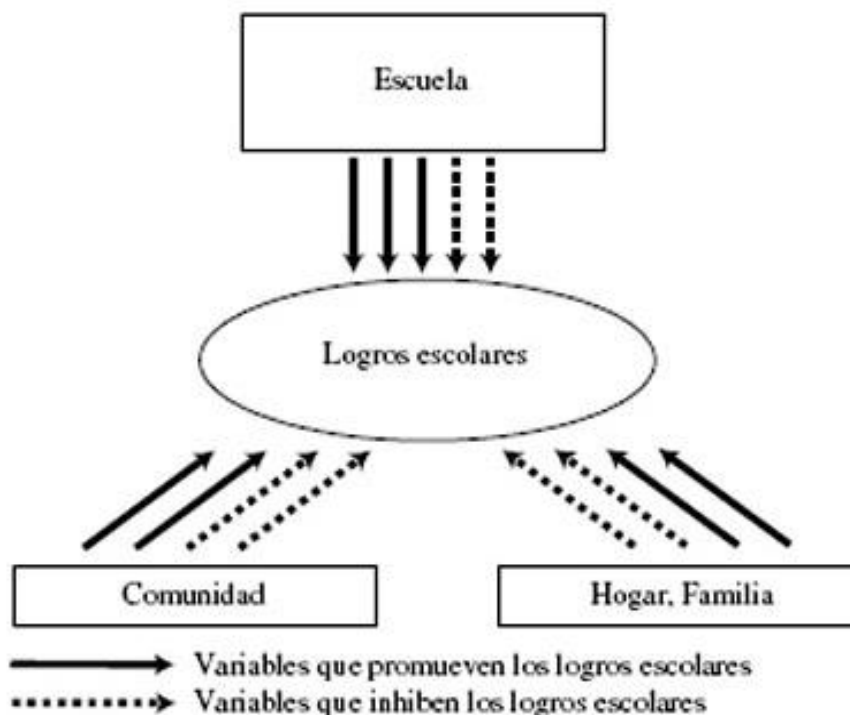 Escuela
Logros escolares
Comunidad
Hogar, Familia
Variables que promueven los logros escolares
Variables que inhiben los logros escolares